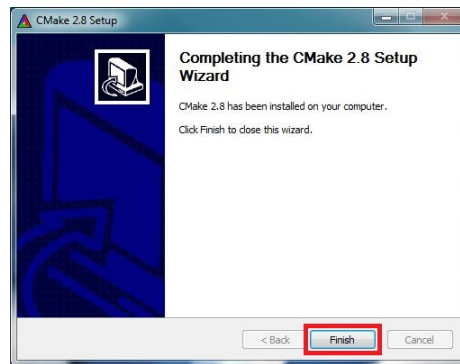 CMake 2.8 Setup
Completing the CMake 2.8 Setup
Wizard
CMake 2.8 has been installed on your computer.
Click Finish to close this wizard.
< Back
Finish
Cancel